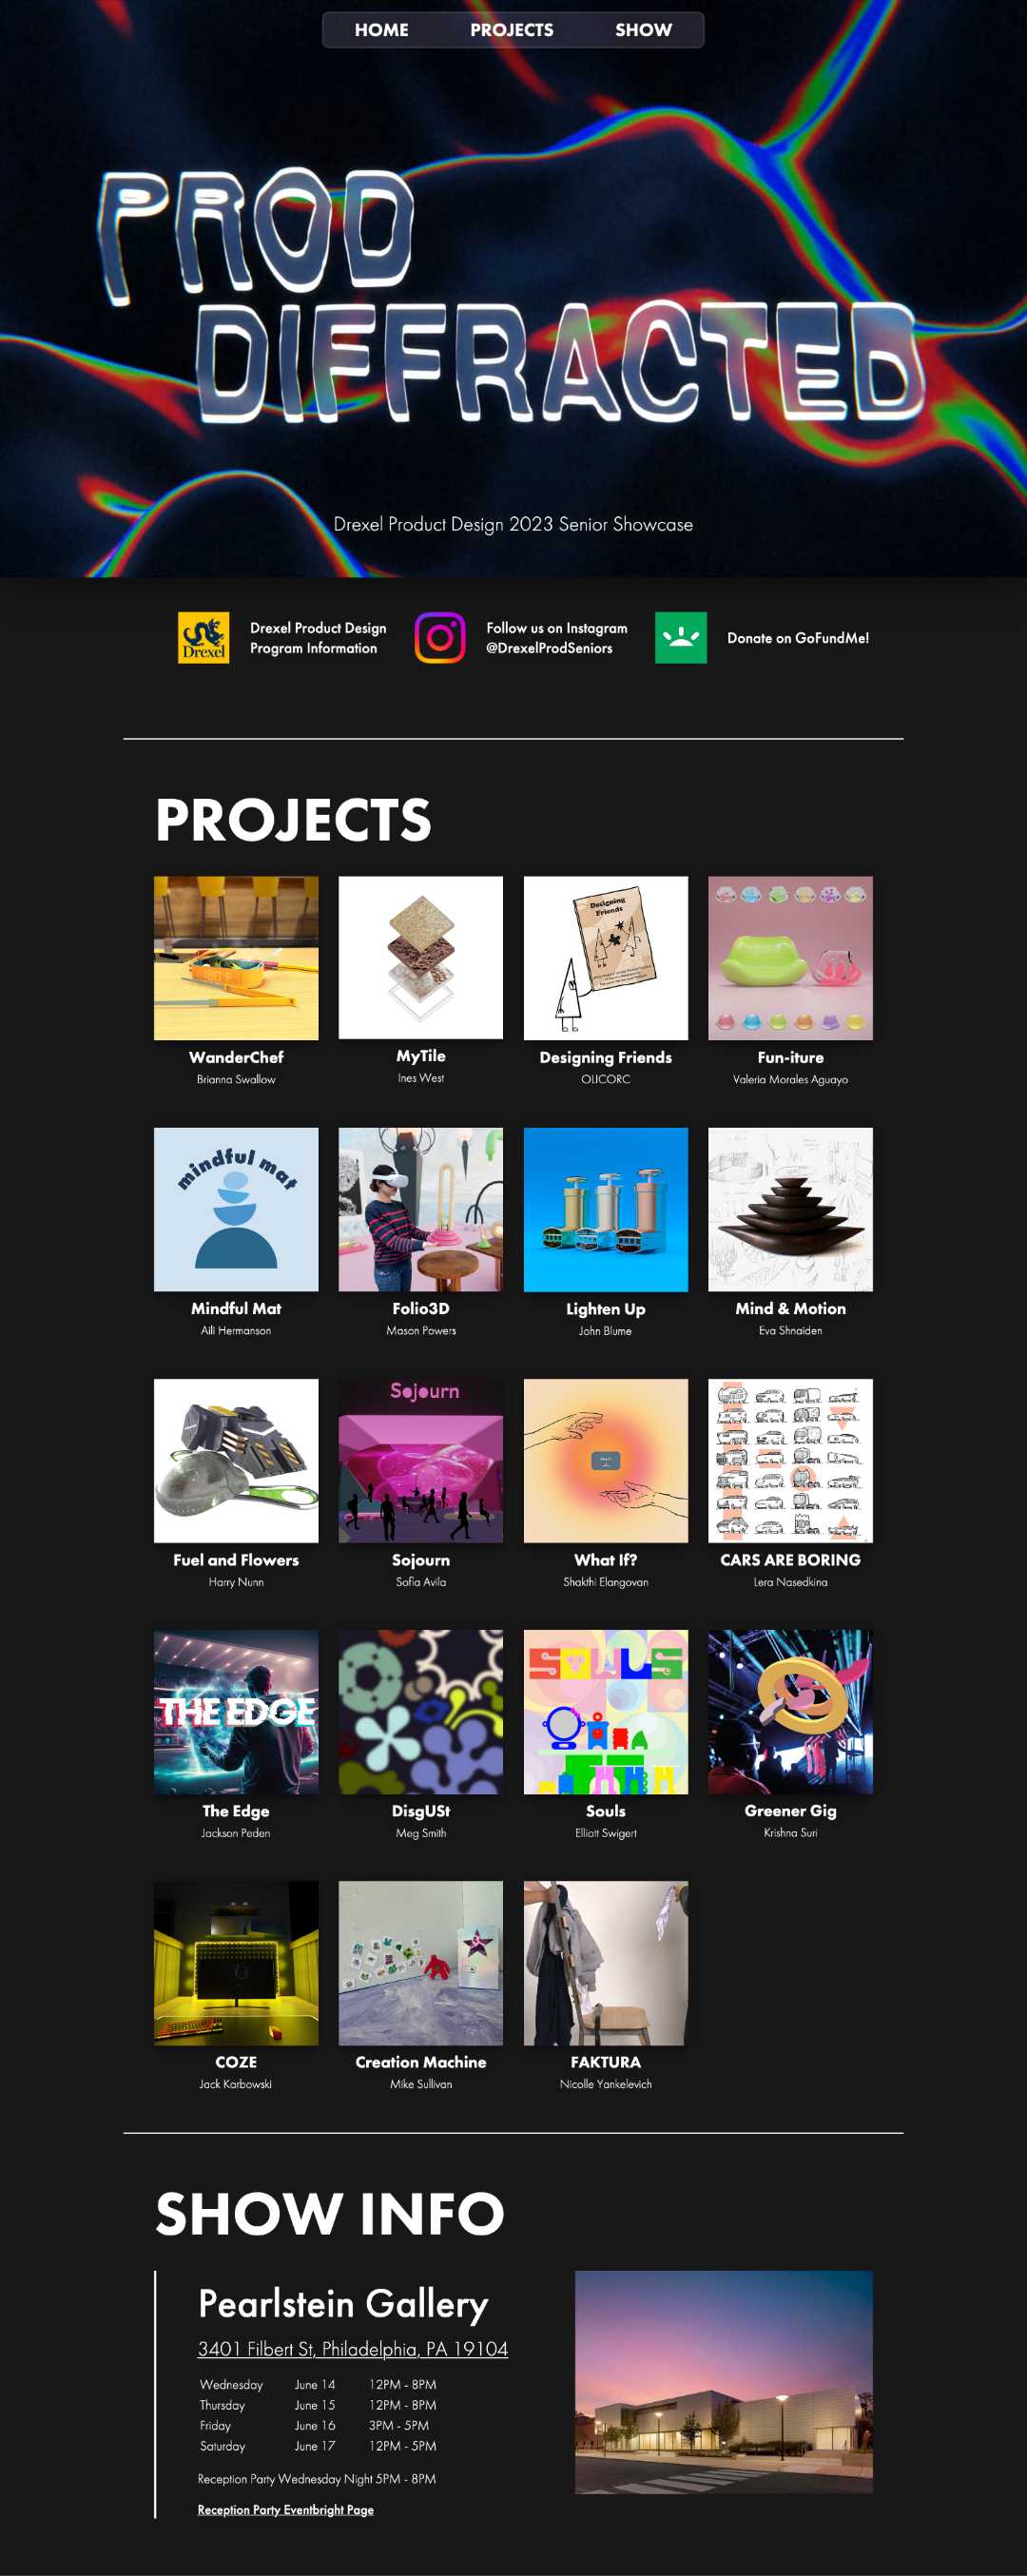 HOME PROJECTS SHOW
PROD
DIFFRACTED
Drexel Product Design 2023 Senior Showcase
Drexel
Drexel Product Design
Program Information
Follow us on Instagram
@DrexelProdSeniors
Donate on GoFundMe!
PROJECTS
120°F
Designing
Friends
WanderChef
Brianna Swallow
MyTile
Ines West
Designing Friends
OLICORC
Fun-iture
Valeria Morales Aguayo
mindful mat
Mindful Mat
Aili Hermanson
Folio3D
Mason Powers
Lighten Up
John Blume
Mind & Motion
Eva Shnaiden
Sojourn
Fuel and Flowers
Harry Nunn
Sojourn
Sofia Avila
What If?
Shakthi Elangovan
CARS ARE BORING
Lera Nasedkina
THE EDGE
SOULS
The Edge
Jackson Peden
DisgUSt
Meg Smith
Souls
Elliott Swigert
Greener Gig
Krishna Suri
COZE
Jack Karbowski
Creation Machine
Mike Sullivan
FAKTURA
Nicolle Yankelevich
SHOW INFO
Pearlstein Gallery
3401 Filbert St, Philadelphia, PA 19104
Wednesday June 14 12PM - 8PM
Thursday June 15 12PM - 8PM
Friday June 16 3PM - 5PM
Saturday June 17 12PM - 5PM
Reception Party Wednesday Night 5PM - 8PM
Reception Party Eventbright Page